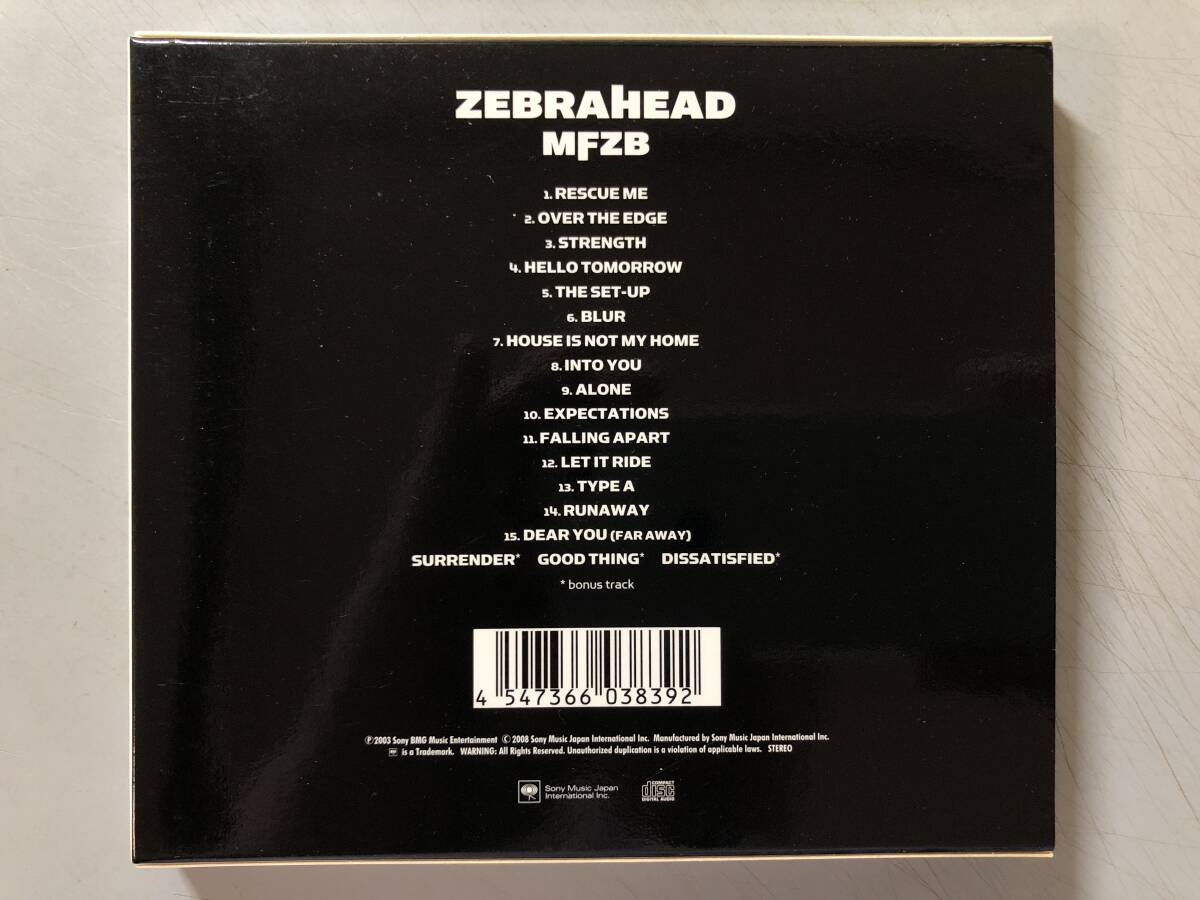 ZEBRAHEAD
MFZB
1. RESCUE ME
2. OVER THE EDGE
3. STRENGTH
4. HELLO TOMORROW
5. THE SET-UP
6. BLUR
7. HOUSE IS NOT MY HOME
8. INTO YOU
9. ALONE
10. EXPECTATIONS
11. FALLING APART
12. LET IT RIDE
13. TYPE A
14. RUNAWAY
15. DEAR YOU (FAR AWAY)
SURRENDER* GOOD THING* DISSATISFIED*
* bonus track
4 547366 038392
℗2003 Sony BMG Music Entertainment © 2008 Sony Music Japan International Inc. Manufactured by Sony Music Japan International Inc.
is a Trademark. WARNING: All Rights Reserved. Unauthorized duplication is a violation of applicable laws. STEREO
Sony Music Japan
International Inc.
COMPACT
disc
DIGITAL AUDIO